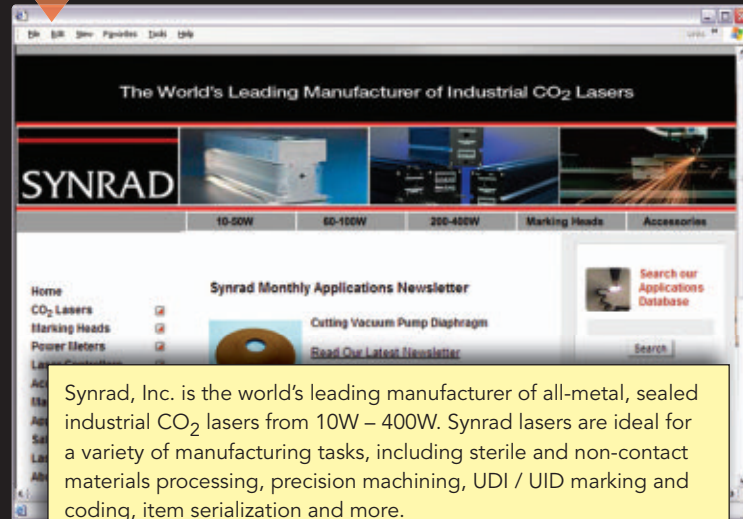 File Edit View Favorites Tools Help
Links »
The World's Leading Manufacturer of Industrial CO2 Lasers
SYNRAD
10-50W 60-100W 200-400W Marking Heads Accessories
Home
CO2 Lasers
Marking Heads
Power Meters
Synrad Monthly Applications Newsletter
Cutting Vacuum Pump Diaphragm
Read Our Latest Newsletter
Search our
Applications
Database
Search
Synrad, Inc. is the world's leading manufacturer of all-metal, sealed
industrial CO2 lasers from 10W – 400W. Synrad lasers are ideal for
a variety of manufacturing tasks, including sterile and non-contact
materials processing, precision machining, UDI / UID marking and
coding, item serialization and more.